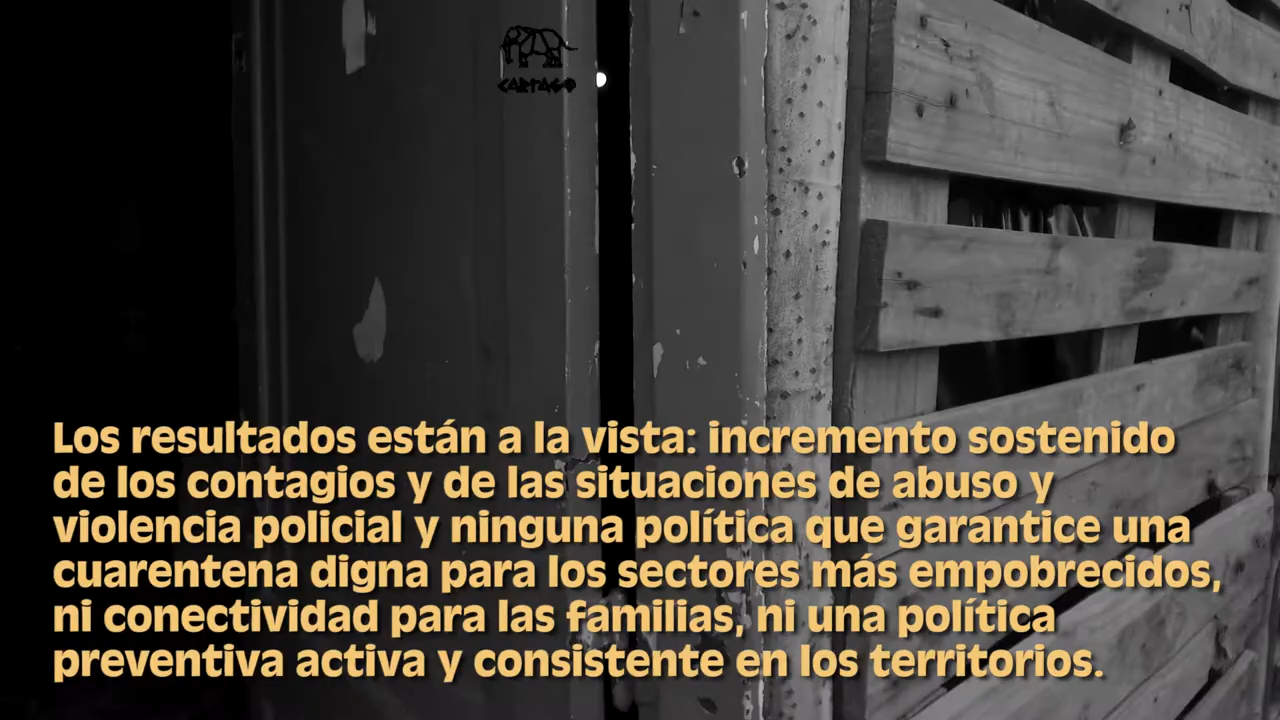 CARTAGO
Los resultados están a la vista: incremento sostenido
de los contagios y de las situaciones de abuso y
violencia policial y ninguna política que garantice una
cuarentena digna para los sectores más empobrecidos,
ni conectividad para las familias, ni una política
preventiva activa y consistente en los territorios.